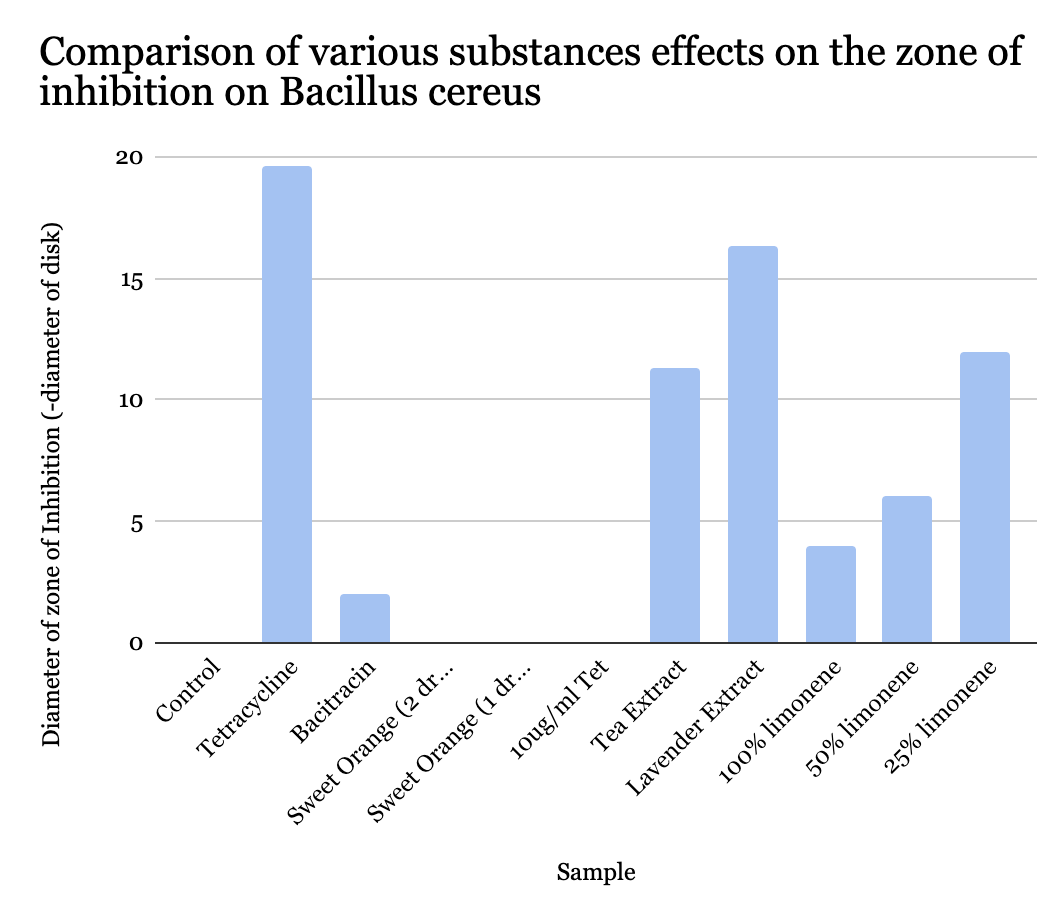 Comparison of various substances effects on the zone of
inhibition on Bacillus cereus
Diameter of zone of Inhibition (-diameter of disk)
20
15
10
5
0
Control
Tetracycline
Bacitracin
Sweet Orange (2 dr...
Sweet Orange (1 dr...
10ug/ml Tet
Tea Extract
Lavender Extract
100% limonene
50% limonene
25% limonene
Sample